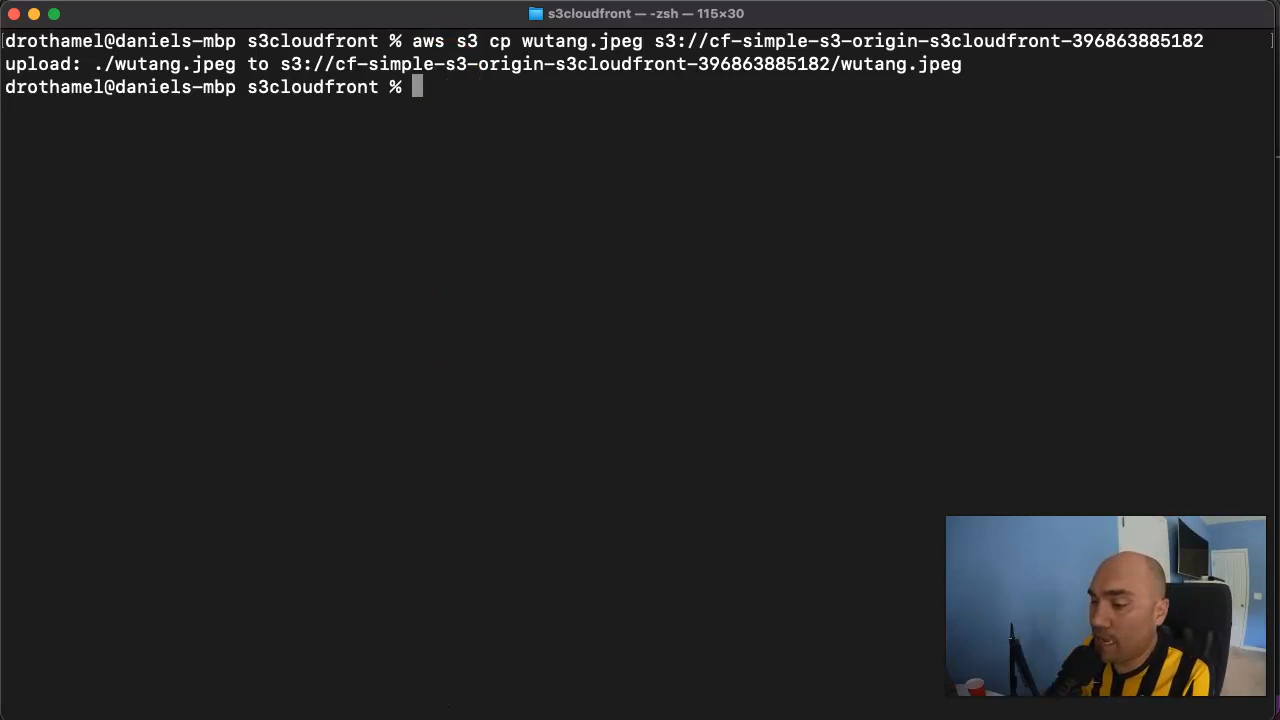 s3cloudfront — -zsh — 115×30
drothamel@daniels-mbp s3cloudfront % aws s3 cp wutang.jpeg s3://cf-simple-s3-origin-s3cloudfront-396863885182
upload: ./wutang.jpeg to s3://cf-simple-s3-origin-s3cloudfront-396863885182/wutang.jpeg
drothamel@daniels-mbp s3cloudfront %